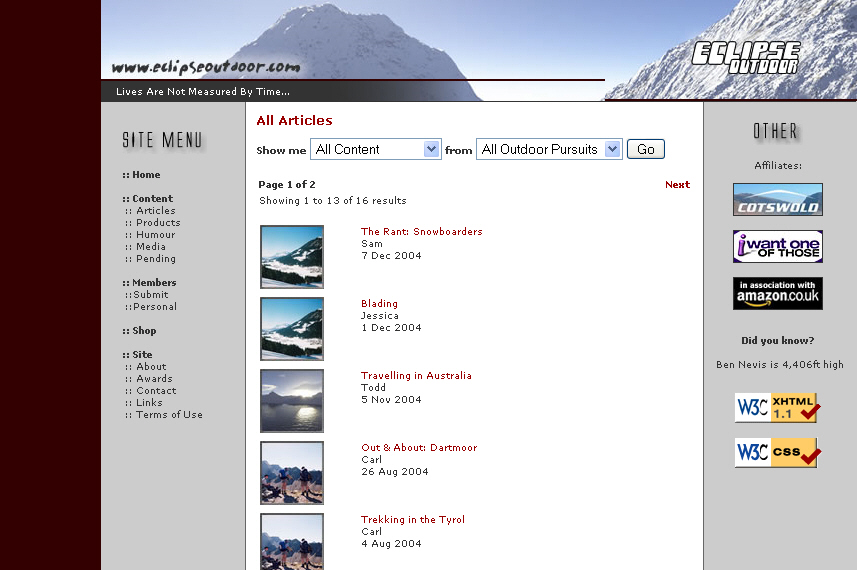 www.eclipseoutdoor.com
ECLIPSE
OUTDOOR
Lives Are Not Measured By Time...
SITE MENU
:: Home
:: Content
:: Articles
:: Products
:: Humour
:: Media
:: Pending
:: Members
::Submit
::Personal
:: Shop
:: Site
:: About
:: Awards
:: Contact
:: Links
:: Terms of Use
All Articles
Show me All Content from All Outdoor Pursuits Go
Page 1 of 2 Next
Showing 1 to 13 of 16 results
The Rant: Snowboarders
Sam
7 Dec 2004
Blading
Jessica
1 Dec 2004
Travelling in Australia
Todd
5 Nov 2004
Out & About: Dartmoor
Carl
26 Aug 2004
Trekking in the Tyrol
Carl
4 Aug 2004
OTHER
Affiliates:
COTSWOLD
i want one
OF THOSE
in association with
amazon.co.uk
Did you know?
Ben Nevis is 4,406ft high
W3C XHTML
1.1
W3C CSS